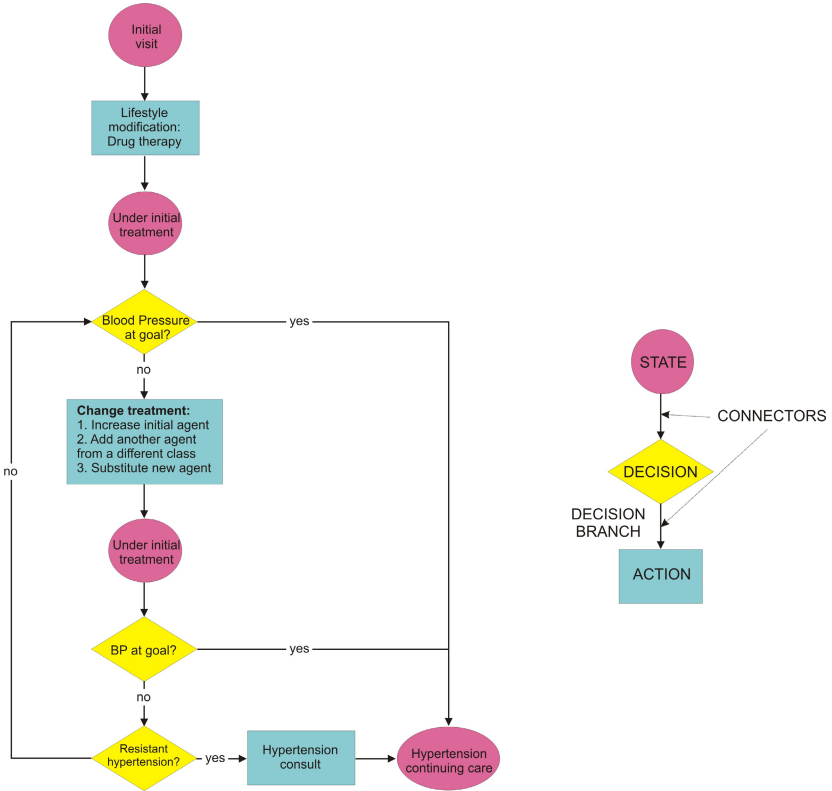 Initial
visit
Lifestyle
modification:
Drug therapy
Under initial
treatment
Blood Pressure
at goal?
yes
no
Change treatment:
1. Increase initial agent
2. Add another agent
from a different class
3. Substitute new agent
no
Under initial
treatment
BP at goal?
yes
no
Resistant
hypertension?
yes
Hypertension
consult
Hypertension
continuing care
STATE
CONNECTORS
DECISION
DECISION
BRANCH
ACTION